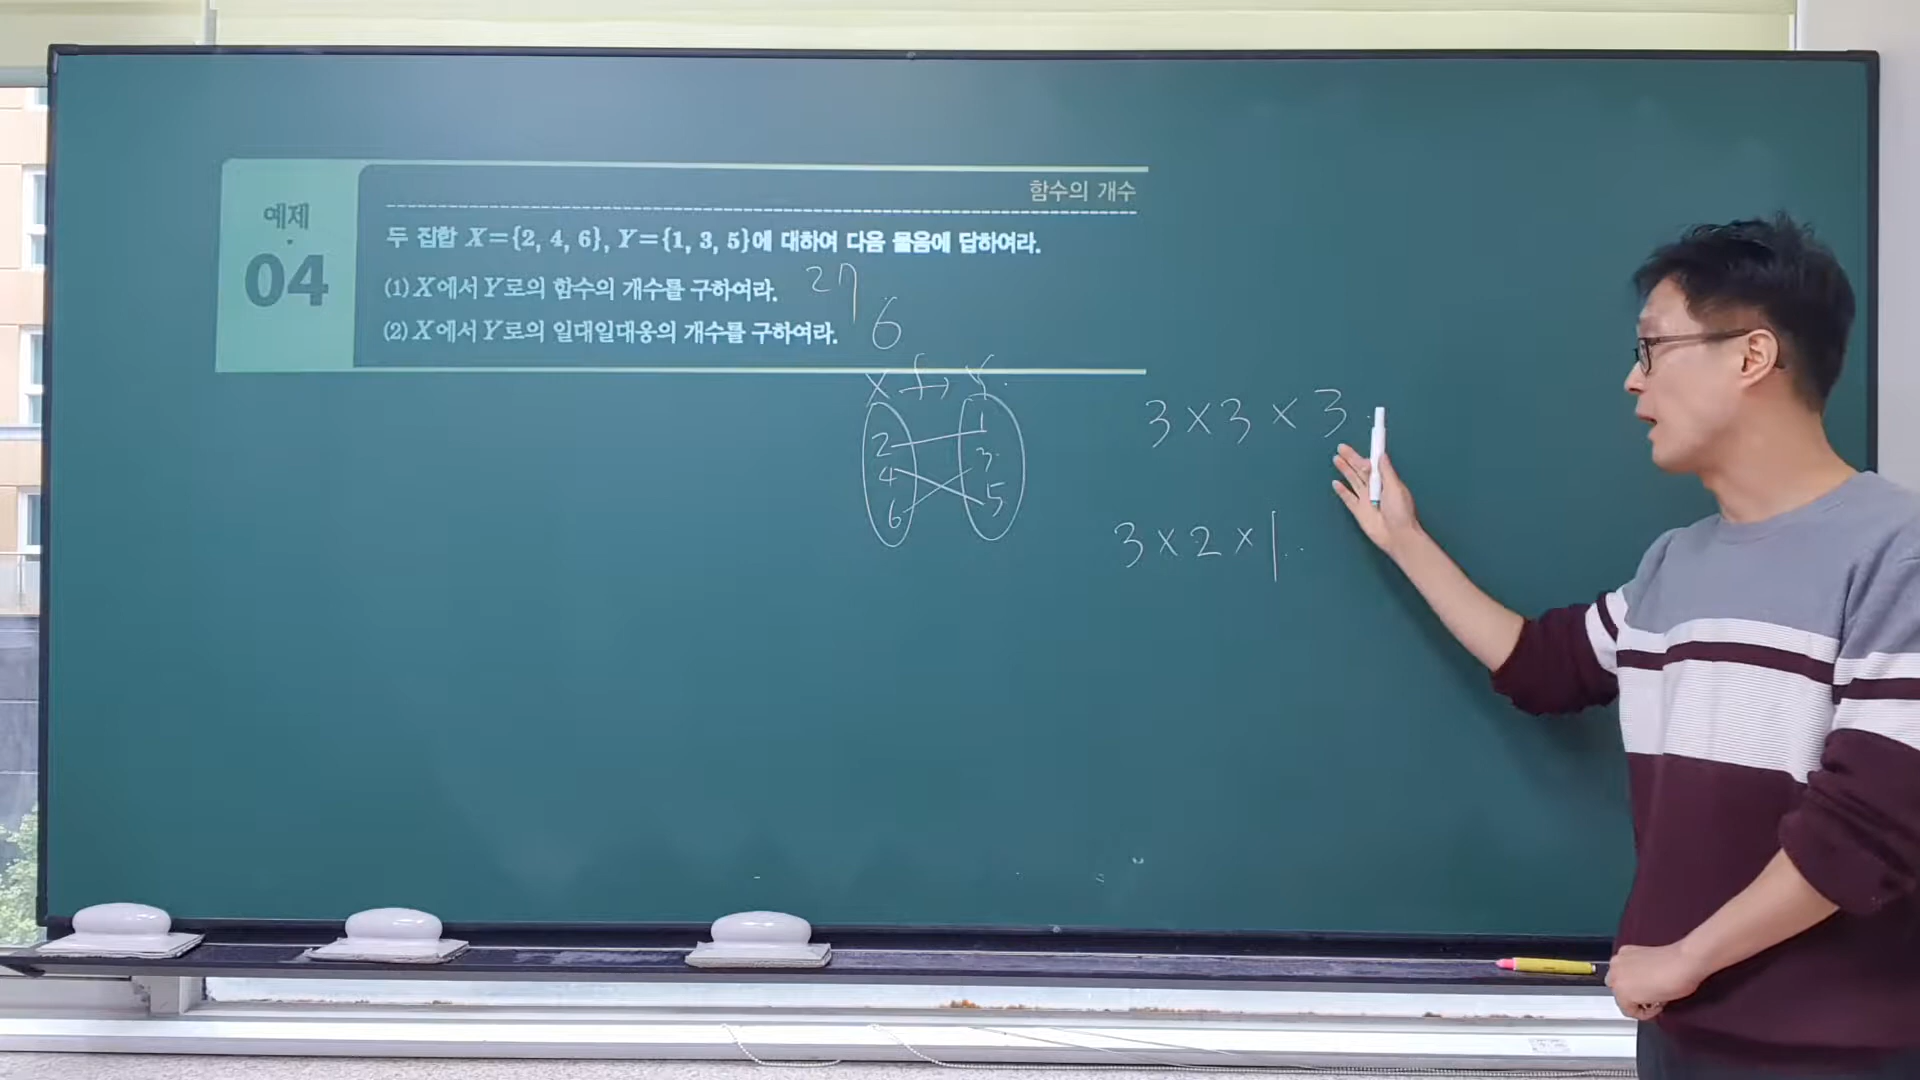 함수의 개수
예제
04
두 집합 X={2, 4, 6}, Y={1, 3, 5}에 대하여 다음 물음에 답하여라.
(1) X에서 Y로의 함수의 개수를 구하여라. 27
(2) X에서 Y로의 일대일대응의 개수를 구하여라. 6
X f → Y
2 1
4 3
6 5
3×3×3
3×2×1